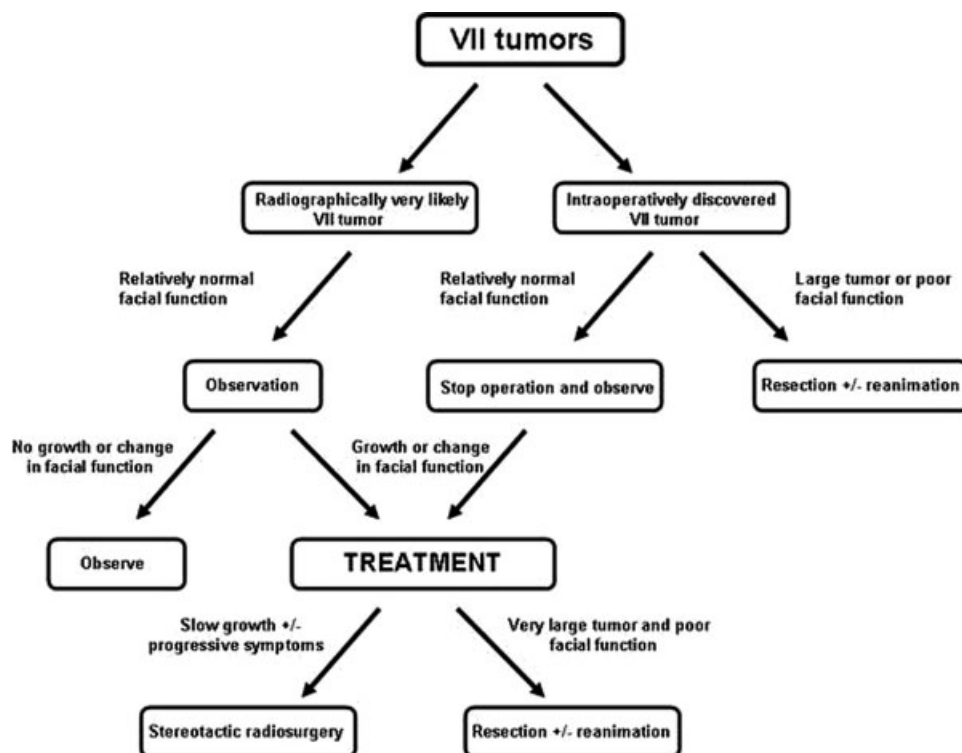 VII tumors
Radiographically very likely
VII tumor
Intraoperatively discovered
VII tumor
Relatively normal
facial function
Relatively normal
facial function
Large tumor or poor
facial function
Observation
Stop operation and observe
Resection +/- reanimation
No growth or change
in facial function
Growth or change
in facial function
Observe
TREATMENT
Slow growth +/-
progressive symptoms
Very large tumor and poor
facial function
Stereotactic radiosurgery
Resection +/- reanimation